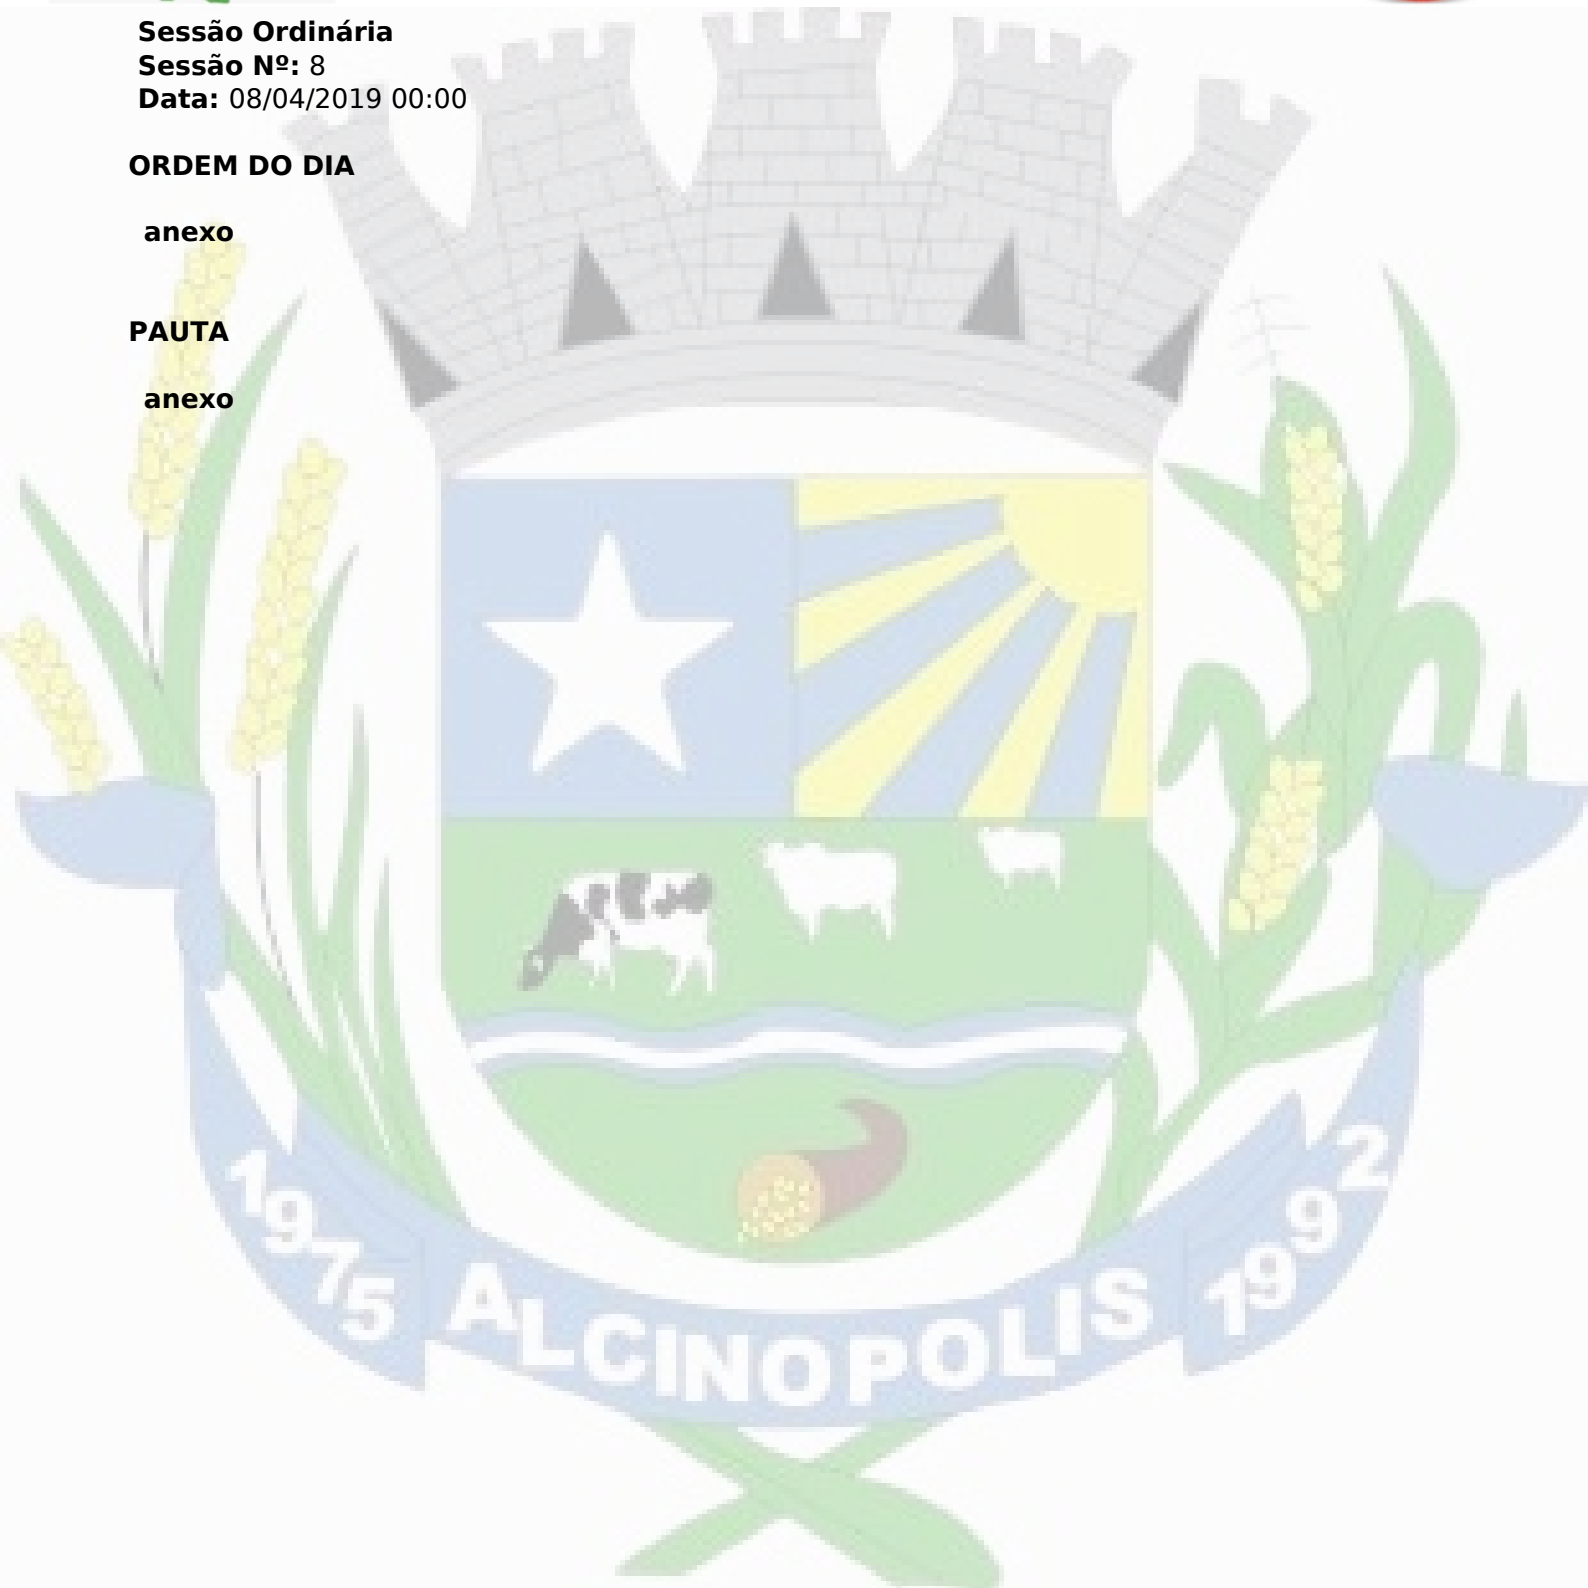 Sessão Ordinária
Sessão Nº: 8
Data: 08/04/2019 00:00
ORDEM DO DIA
anexo
PAUTA
anexo
1975 ALCINOPOLIS 1992